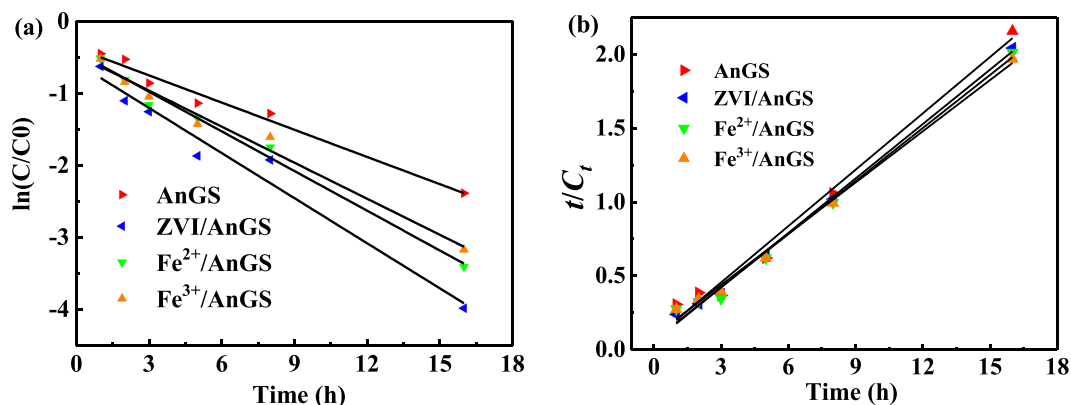 (a)
0
-1
-2
-3
-4
ln(C/C0)
AnGS
ZVI/AnGS
Fe²⁺/AnGS
Fe³⁺/AnGS
0 3 6 9 12 15 18
Time (h)
(b)
2.0
1.5
1.0
0.5
0.0
t/Cₜ
AnGS
ZVI/AnGS
Fe²⁺/AnGS
Fe³⁺/AnGS
0 3 6 9 12 15 18
Time (h)